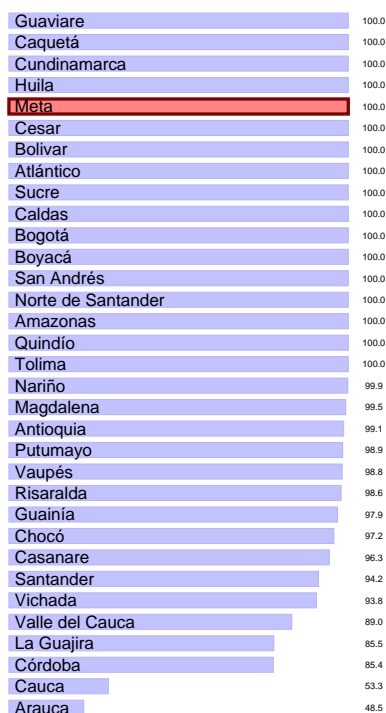 Guaviare 100.0
Caquetá 100.0
Cundinamarca 100.0
Huila 100.0
Meta 100.0
Cesar 100.0
Bolivar 100.0
Atlántico 100.0
Sucre 100.0
Caldas 100.0
Bogotá 100.0
Boyacá 100.0
San Andrés 100.0
Norte de Santander 100.0
Amazonas 100.0
Quindío 100.0
Tolima 100.0
Nariño 99.9
Magdalena 99.5
Antioquia 99.1
Putumayo 98.9
Vaupés 98.8
Risaralda 98.6
Guainía 97.9
Chocó 97.2
Casanare 96.3
Santander 94.2
Vichada 93.8
Valle del Cauca 89.0
La Guajira 85.5
Córdoba 85.4
Cauca 53.3
Arauca 48.5